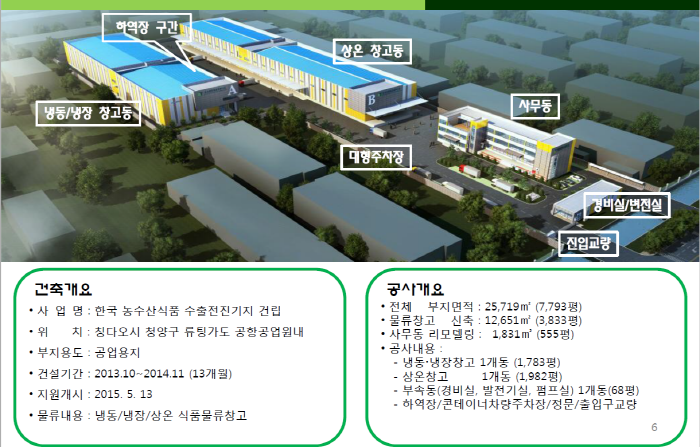 하역장 구간
상온 창고동
냉동/냉장 창고동
A
B
사무동
대형주차장
경비실/변전실
진입교량
건축개요
• 사 업 명 : 한국 농수산식품 수출전진기지 건립
• 위 치 : 칭다오시 청양구 류팅가도 공항공업원내
• 부지용도 : 공업용지
• 건설기간 : 2013.10~2014.11 (13개월)
• 지원개시 : 2015. 5. 13
• 물류내용 : 냉동/냉장/상온 식품물류창고
공사개요
• 전체 부지면적 : 25,719㎡ (7,793평)
• 물류창고 신축 : 12,651㎡ (3,833평)
• 사무동 리모델링 : 1,831㎡ (555평)
• 공사내용 :
- 냉동·냉장창고 1개동 (1,783평)
- 상온창고 1개동 (1,982평)
- 부속동(경비실, 발전기실, 펌프실) 1개동(68평)
- 하역장/콘테이너차량주차장/정문/출입구교량
6